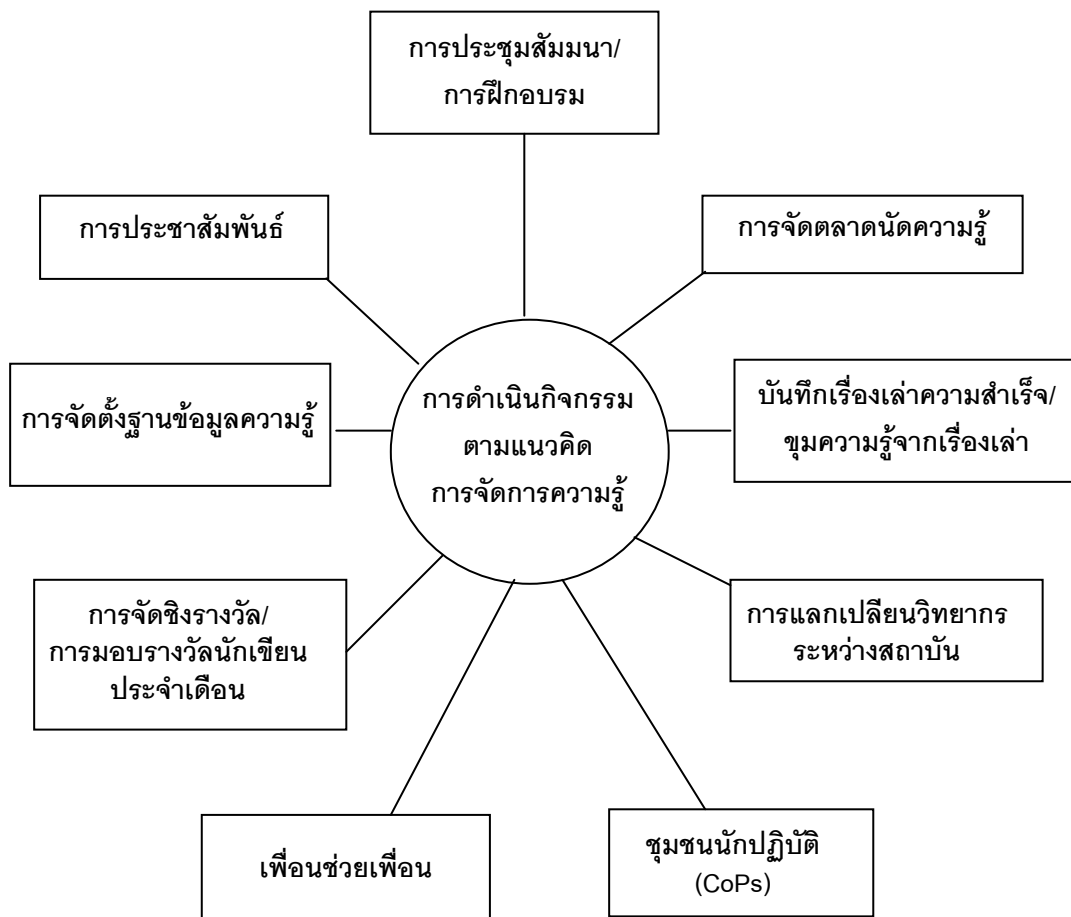 การประชุมสัมมนา/
การฝึกอบรม
การประชาสัมพันธ์
การจัดตลาดนัดความรู้
การจัดตั้งฐานข้อมูลความรู้
การดำเนินกิจกรรม
ตามแนวคิด
การจัดการความรู้
บันทึกเรื่องเล่าความสำเร็จ/
ขุมความรู้จากเรื่องเล่า
การจัดชิงรางวัล/
การมอบรางวัลนักเขียน
ประจำเดือน
การแลกเปลียนวิทยากร
ระหว่างสถาบัน
เพื่อนช่วยเพื่อน
ชุมชนนักปฏิบัติ
(CoPs)